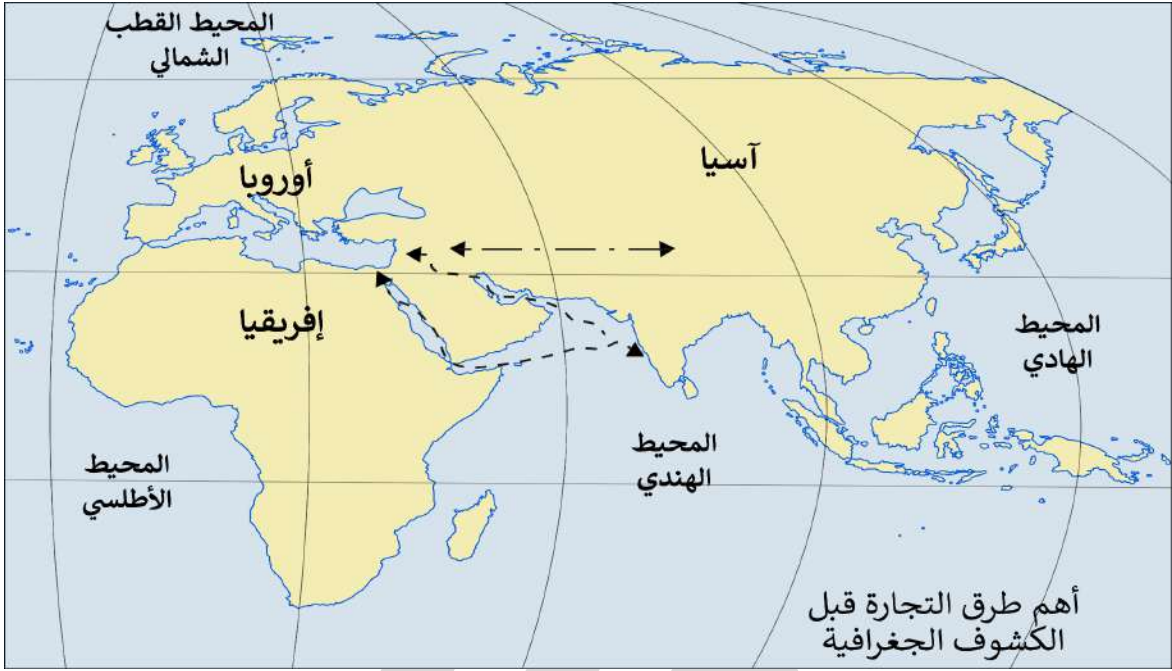 المحيط القطب
الشمالي
آسيا
أوروبا
إفريقيا
المحيط
الهادي
المحيط
الهندي
المحيط
الأطلسي
أهم طرق التجارة قبل
الكشوف الجغرافية